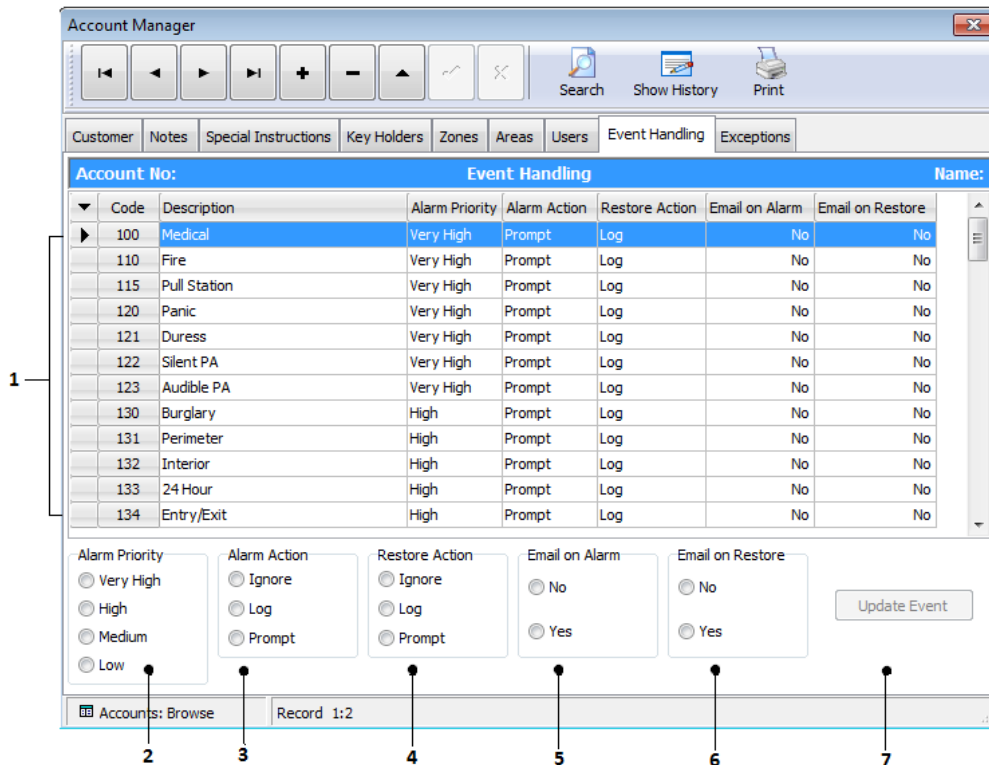 Account Manager
Search Show History Print
Customer Notes Special Instructions Key Holders Zones Areas Users Event Handling Exceptions
Account No: Event Handling Name:
Code Description Alarm Priority Alarm Action Restore Action Email on Alarm Email on Restore
100 Medical Very High Prompt Log No No
110 Fire Very High Prompt Log No No
115 Pull Station Very High Prompt Log No No
120 Panic Very High Prompt Log No No
121 Duress Very High Prompt Log No No
122 Silent PA Very High Prompt Log No No
123 Audible PA Very High Prompt Log No No
130 Burglary High Prompt Log No No
131 Perimeter High Prompt Log No No
132 Interior High Prompt Log No No
133 24 Hour High Prompt Log No No
134 Entry/Exit High Prompt Log No No
1
Alarm Priority
Very High
High
Medium
Low
Alarm Action
Ignore
Log
Prompt
Restore Action
Ignore
Log
Prompt
Email on Alarm
No
Yes
Email on Restore
No
Yes
Update Event
Accounts: Browse Record 1:2
2 3 4 5 6 7